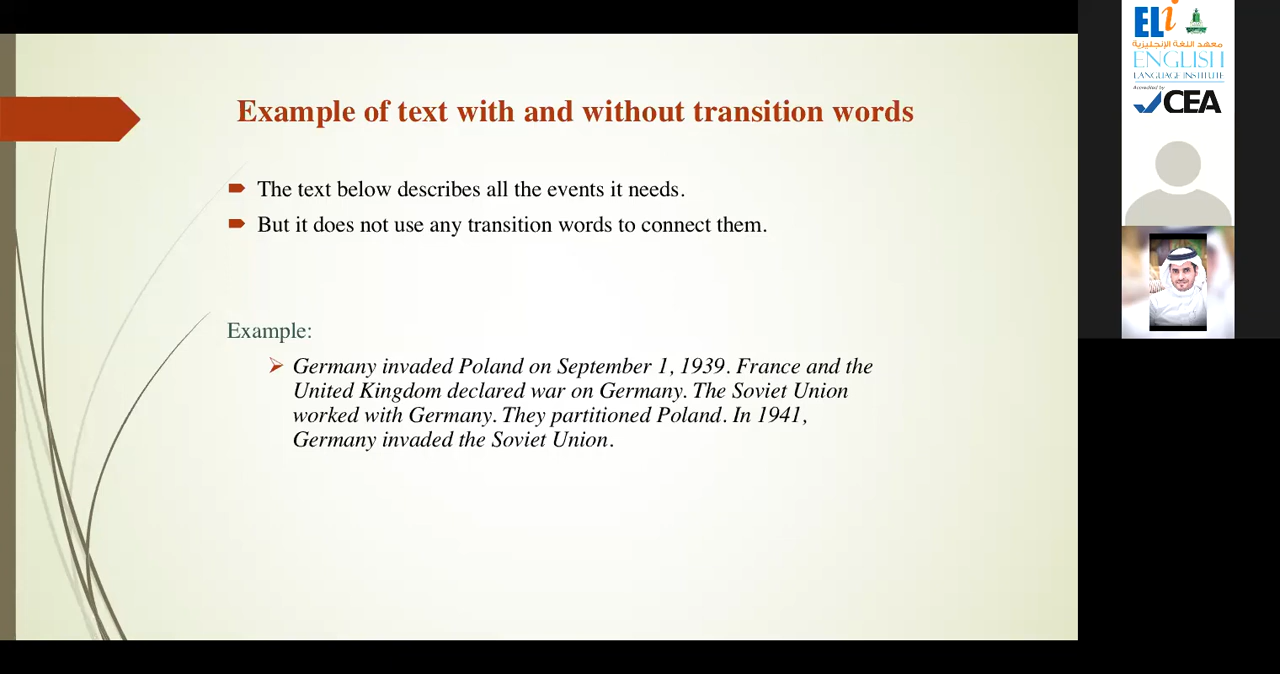 Example of text with and without transition words
The text below describes all the events it needs.
But it does not use any transition words to connect them.
Example:
Germany invaded Poland on September 1, 1939. France and the
United Kingdom declared war on Germany. The Soviet Union
worked with Germany. They partitioned Poland. In 1941,
Germany invaded the Soviet Union.
ELi
معهد اللغة الإنجليزية
ENGLISH
LANGUAGE INSTITUTE
Accredited by
CEA